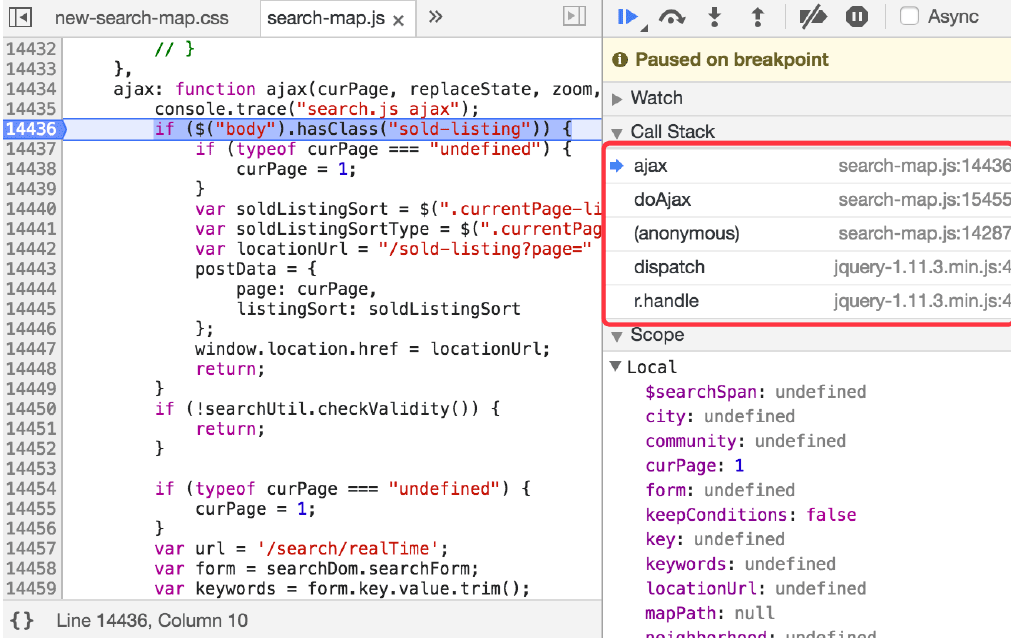 new-search-map.css
search-map.js ×
»
Async
14432 // }
14433 },
14434 ajax: function ajax(curPage, replaceState, zoom,
14435 console.trace("search.js ajax");
14436 if ($("body").hasClass("sold-listing")) {
14437 if (typeof curPage === "undefined") {
14438 curPage = 1;
14439 }
14440 var soldListingSort = $(".currentPage-li
14441 var soldListingSortType = $(".currentPag
14442 var locationUrl = "/sold-listing?page="
14443 postData = {
14444 page: curPage,
14445 listingSort: soldListingSort
14446 };
14447 window.location.href = locationUrl;
14448 return;
14449 }
14450 if (!searchUtil.checkValidity()) {
14451 return;
14452 }
14453
14454 if (typeof curPage === "undefined") {
14455 curPage = 1;
14456 }
14457 var url = '/search/realTime';
14458 var form = searchDom.searchForm;
14459 var keywords = form.key.value.trim();
{} Line 14436, Column 10
Paused on breakpoint
Watch
Call Stack
ajax search-map.js:14436
doAjax search-map.js:15455
(anonymous) search-map.js:14287
dispatch jquery-1.11.3.min.js:4
r.handle jquery-1.11.3.min.js:4
Scope
Local
$searchSpan: undefined
city: undefined
community: undefined
curPage: 1
form: undefined
keepConditions: false
key: undefined
keywords: undefined
locationUrl: undefined
mapPath: null
neighborhood: undefined